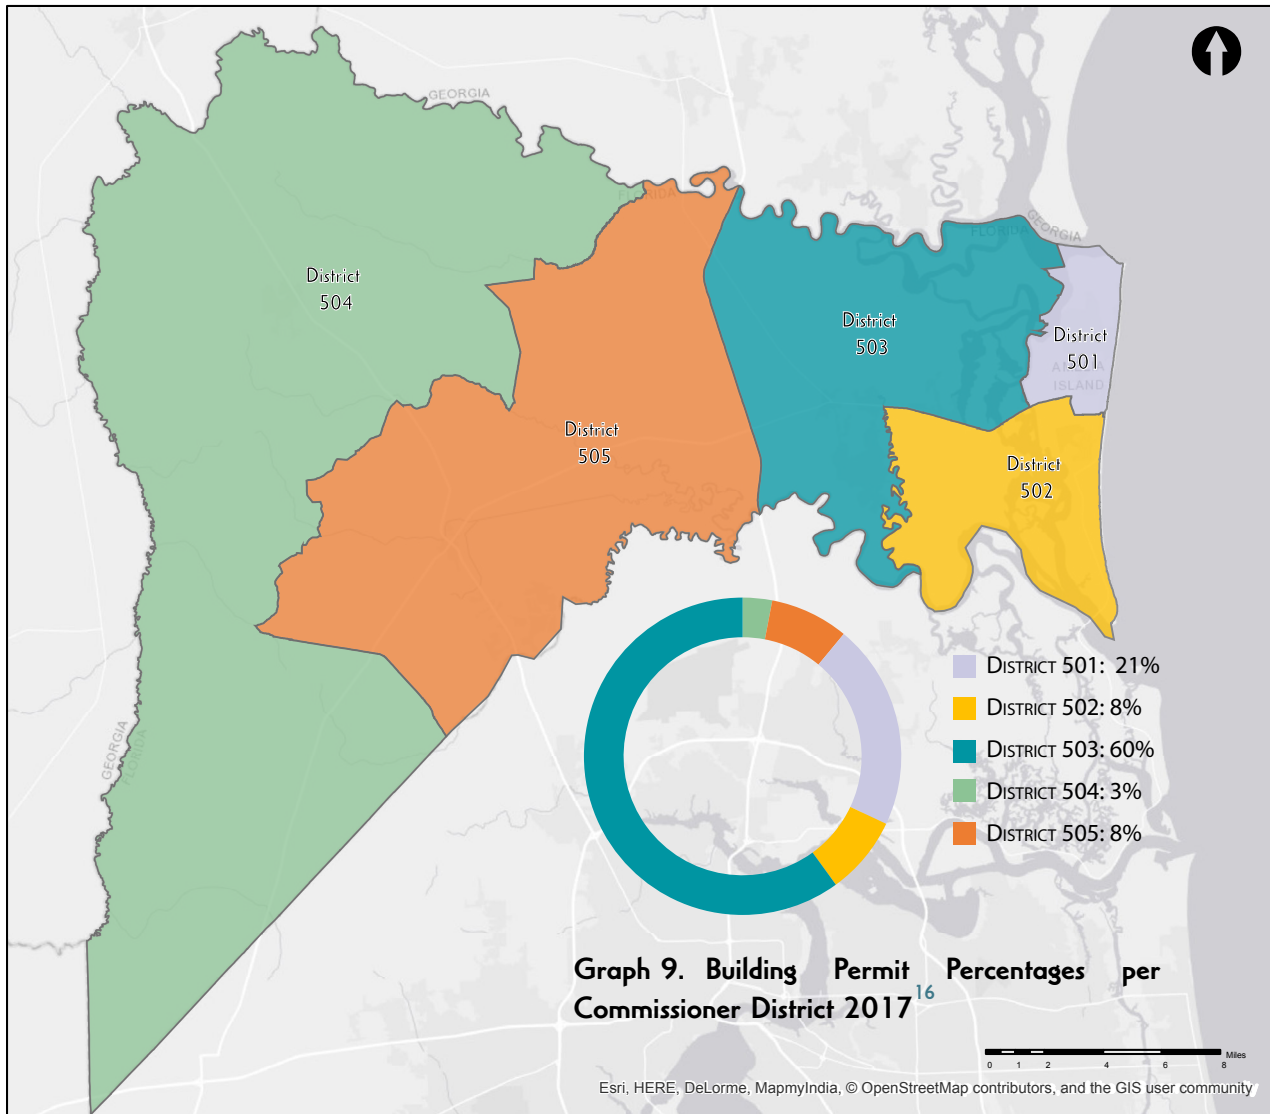 GEORGIA
FLORIDA
GEORGIA
FLORIDA
District
504
District
503
District
501
AMELIA
ISLAND
District
505
District
502
GEORGIA
FLORIDA
DISTRICT 501: 21%
DISTRICT 502: 8%
DISTRICT 503: 60%
DISTRICT 504: 3%
DISTRICT 505: 8%
Graph 9. Building Permit Percentages per
Commissioner District 2017 16
Miles
0 1 2 4 6 8
Esri, HERE, DeLorme, MapmyIndia, © OpenStreetMap contributors, and the GIS user community